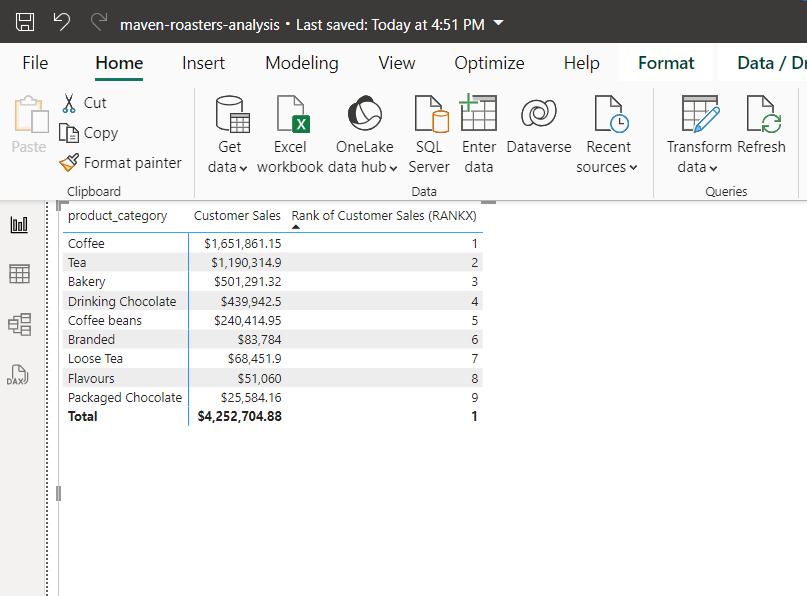 maven-roasters-analysis • Last saved: Today at 4:51 PM
File Home Insert Modeling View Optimize Help Format Data / Dr
Paste
Cut
Copy
Format painter
Clipboard
Get data
Excel workbook
OneLake data hub
SQL Server
Enter data
Dataverse
Recent sources
Data
Transform data
Refresh
Queries
DAX
product_category Customer Sales Rank of Customer Sales (RANKX)
Coffee $1,651,861.15 1
Tea $1,190,314.9 2
Bakery $501,291.32 3
Drinking Chocolate $439,942.5 4
Coffee beans $240,414.95 5
Branded $83,784 6
Loose Tea $68,451.9 7
Flavours $51,060 8
Packaged Chocolate $25,584.16 9
Total $4,252,704.88 1